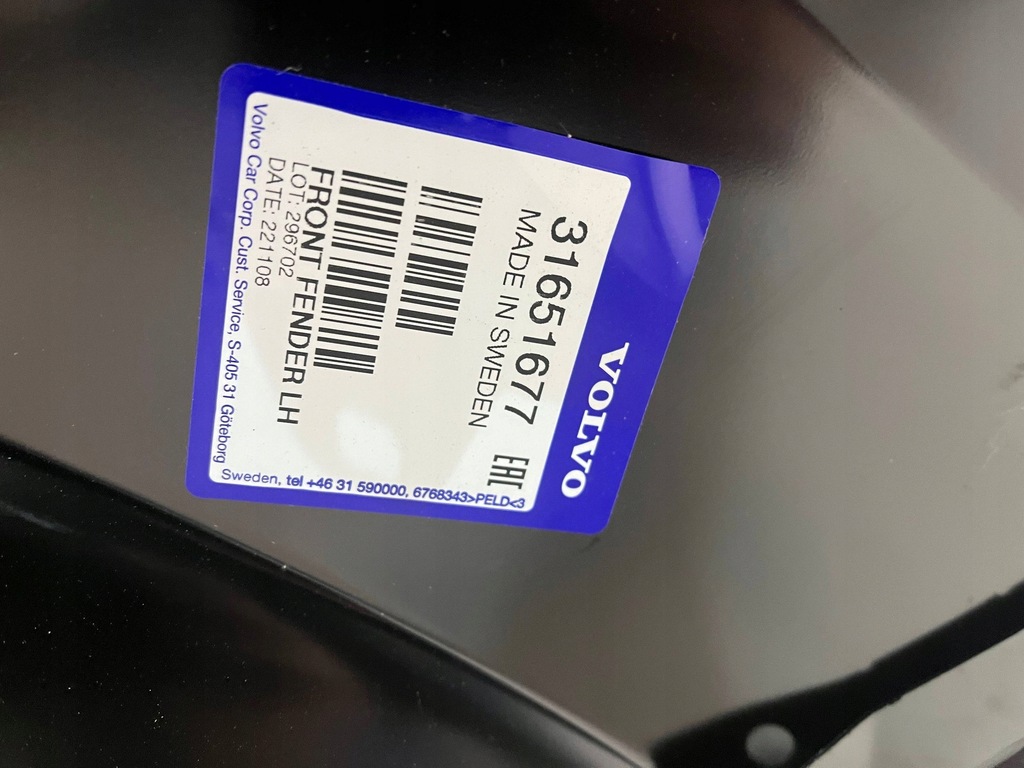 VOLVO
31651677
MADE IN SWEDEN
EAC
FRONT FENDER LH
LOT: 296702
DATE: 221108
Volvo Car Corp. Cust. Service, S-405 31 Göteborg
Sweden, tel +46 31 590000, 6768343>PELD<3